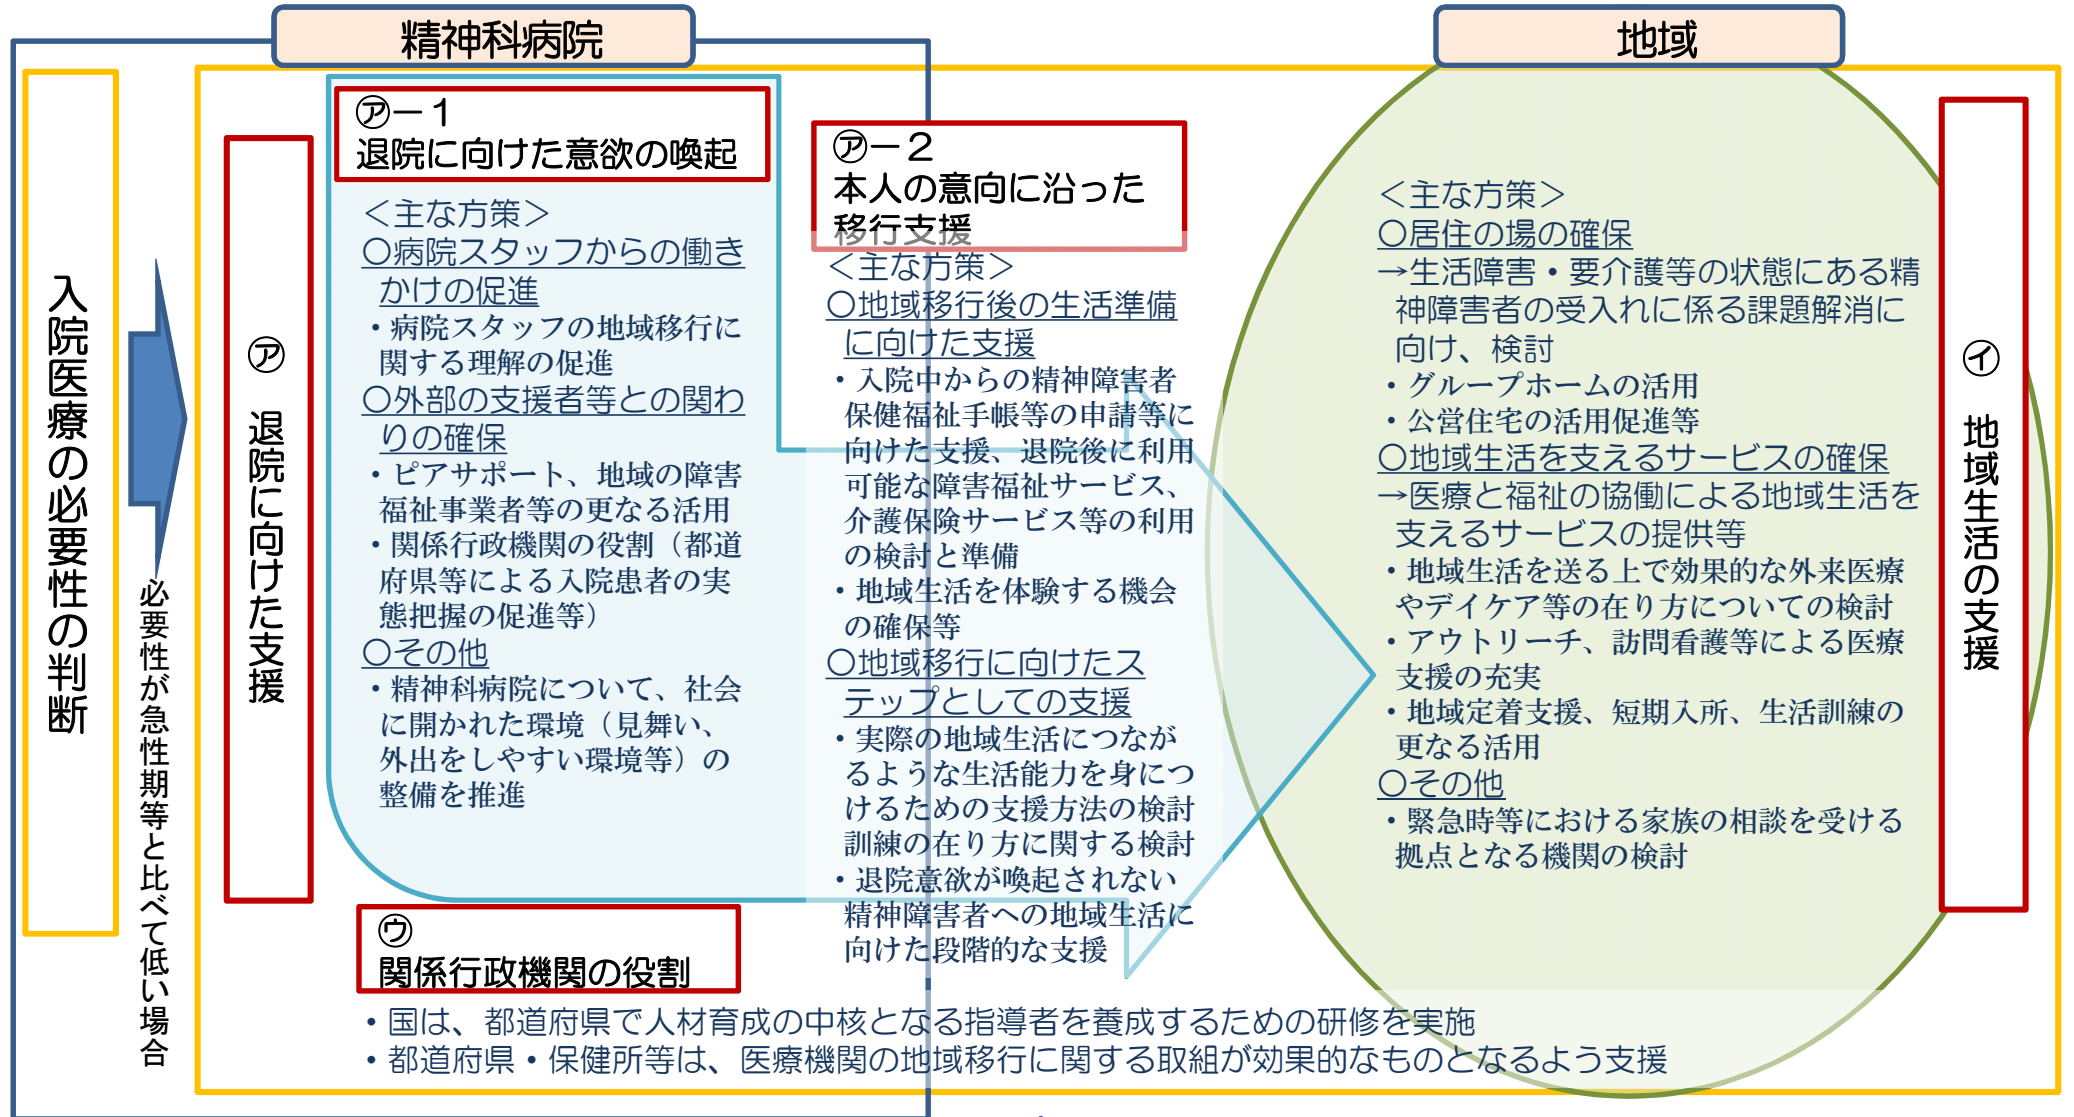 精神科病院
地域
入院医療の必要性の判断
必要性が急性期等と比べて低い場合
㋐ 退院に向けた支援
㋐－１
退院に向けた意欲の喚起
＜主な方策＞
〇病院スタッフからの働き
かけの促進
・病院スタッフの地域移行に
関する理解の促進
〇外部の支援者等との関わ
りの確保
・ピアサポート、地域の障害
福祉事業者等の更なる活用
・関係行政機関の役割（都道
府県等による入院患者の実
態把握の促進等）
〇その他
・精神科病院について、社会
に開かれた環境（見舞い、
外出をしやすい環境等）の
整備を推進
㋐－２
本人の意向に沿った
移行支援
＜主な方策＞
〇地域移行後の生活準備
に向けた支援
・入院中からの精神障害者
保健福祉手帳等の申請等に
向けた支援、退院後に利用
可能な障害福祉サービス、
介護保険サービス等の利用
の検討と準備
・地域生活を体験する機会
の確保等
〇地域移行に向けたス
テップとしての支援
・実際の地域生活につなが
るような生活能力を身につ
けるための支援方法の検討
訓練の在り方に関する検討
・退院意欲が喚起されない
精神障害者への地域生活に
向けた段階的な支援
＜主な方策＞
〇居住の場の確保
→生活障害・要介護等の状態にある精
神障害者の受入れに係る課題解消に
向け、検討
・グループホームの活用
・公営住宅の活用促進等
〇地域生活を支えるサービスの確保
→医療と福祉の協働による地域生活を
支えるサービスの提供等
・地域生活を送る上で効果的な外来医療
やデイケア等の在り方についての検討
・アウトリーチ、訪問看護等による医療
支援の充実
・地域定着支援、短期入所、生活訓練の
更なる活用
〇その他
・緊急時等における家族の相談を受ける
拠点となる機関の検討
㋑ 地域生活の支援
㋒
関係行政機関の役割
・国は、都道府県で人材育成の中核となる指導者を養成するための研修を実施
・都道府県・保健所等は、医療機関の地域移行に関する取組が効果的なものとなるよう支援